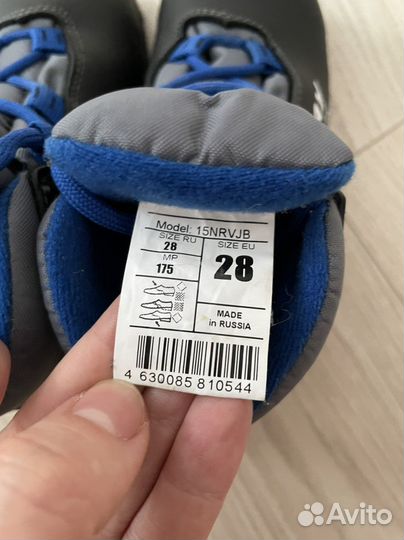 Model: 15NRVJB
SIZE RU
28
MP
175
SIZE EU
28
MADE
in RUSSIA
4 630085 810544
Avito